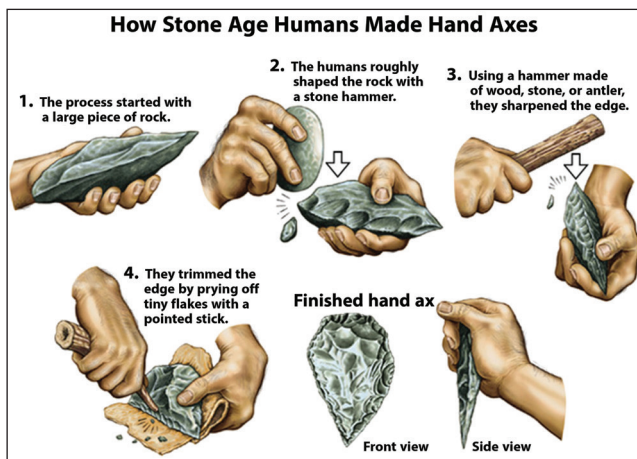 How Stone Age Humans Made Hand Axes
1. The process started with
a large piece of rock.
2. The humans roughly
shaped the rock with
a stone hammer.
3. Using a hammer made
of wood, stone, or antler,
they sharpened the edge.
4. They trimmed the
edge by prying off
tiny flakes with a
pointed stick.
Finished hand ax
Front view
Side view